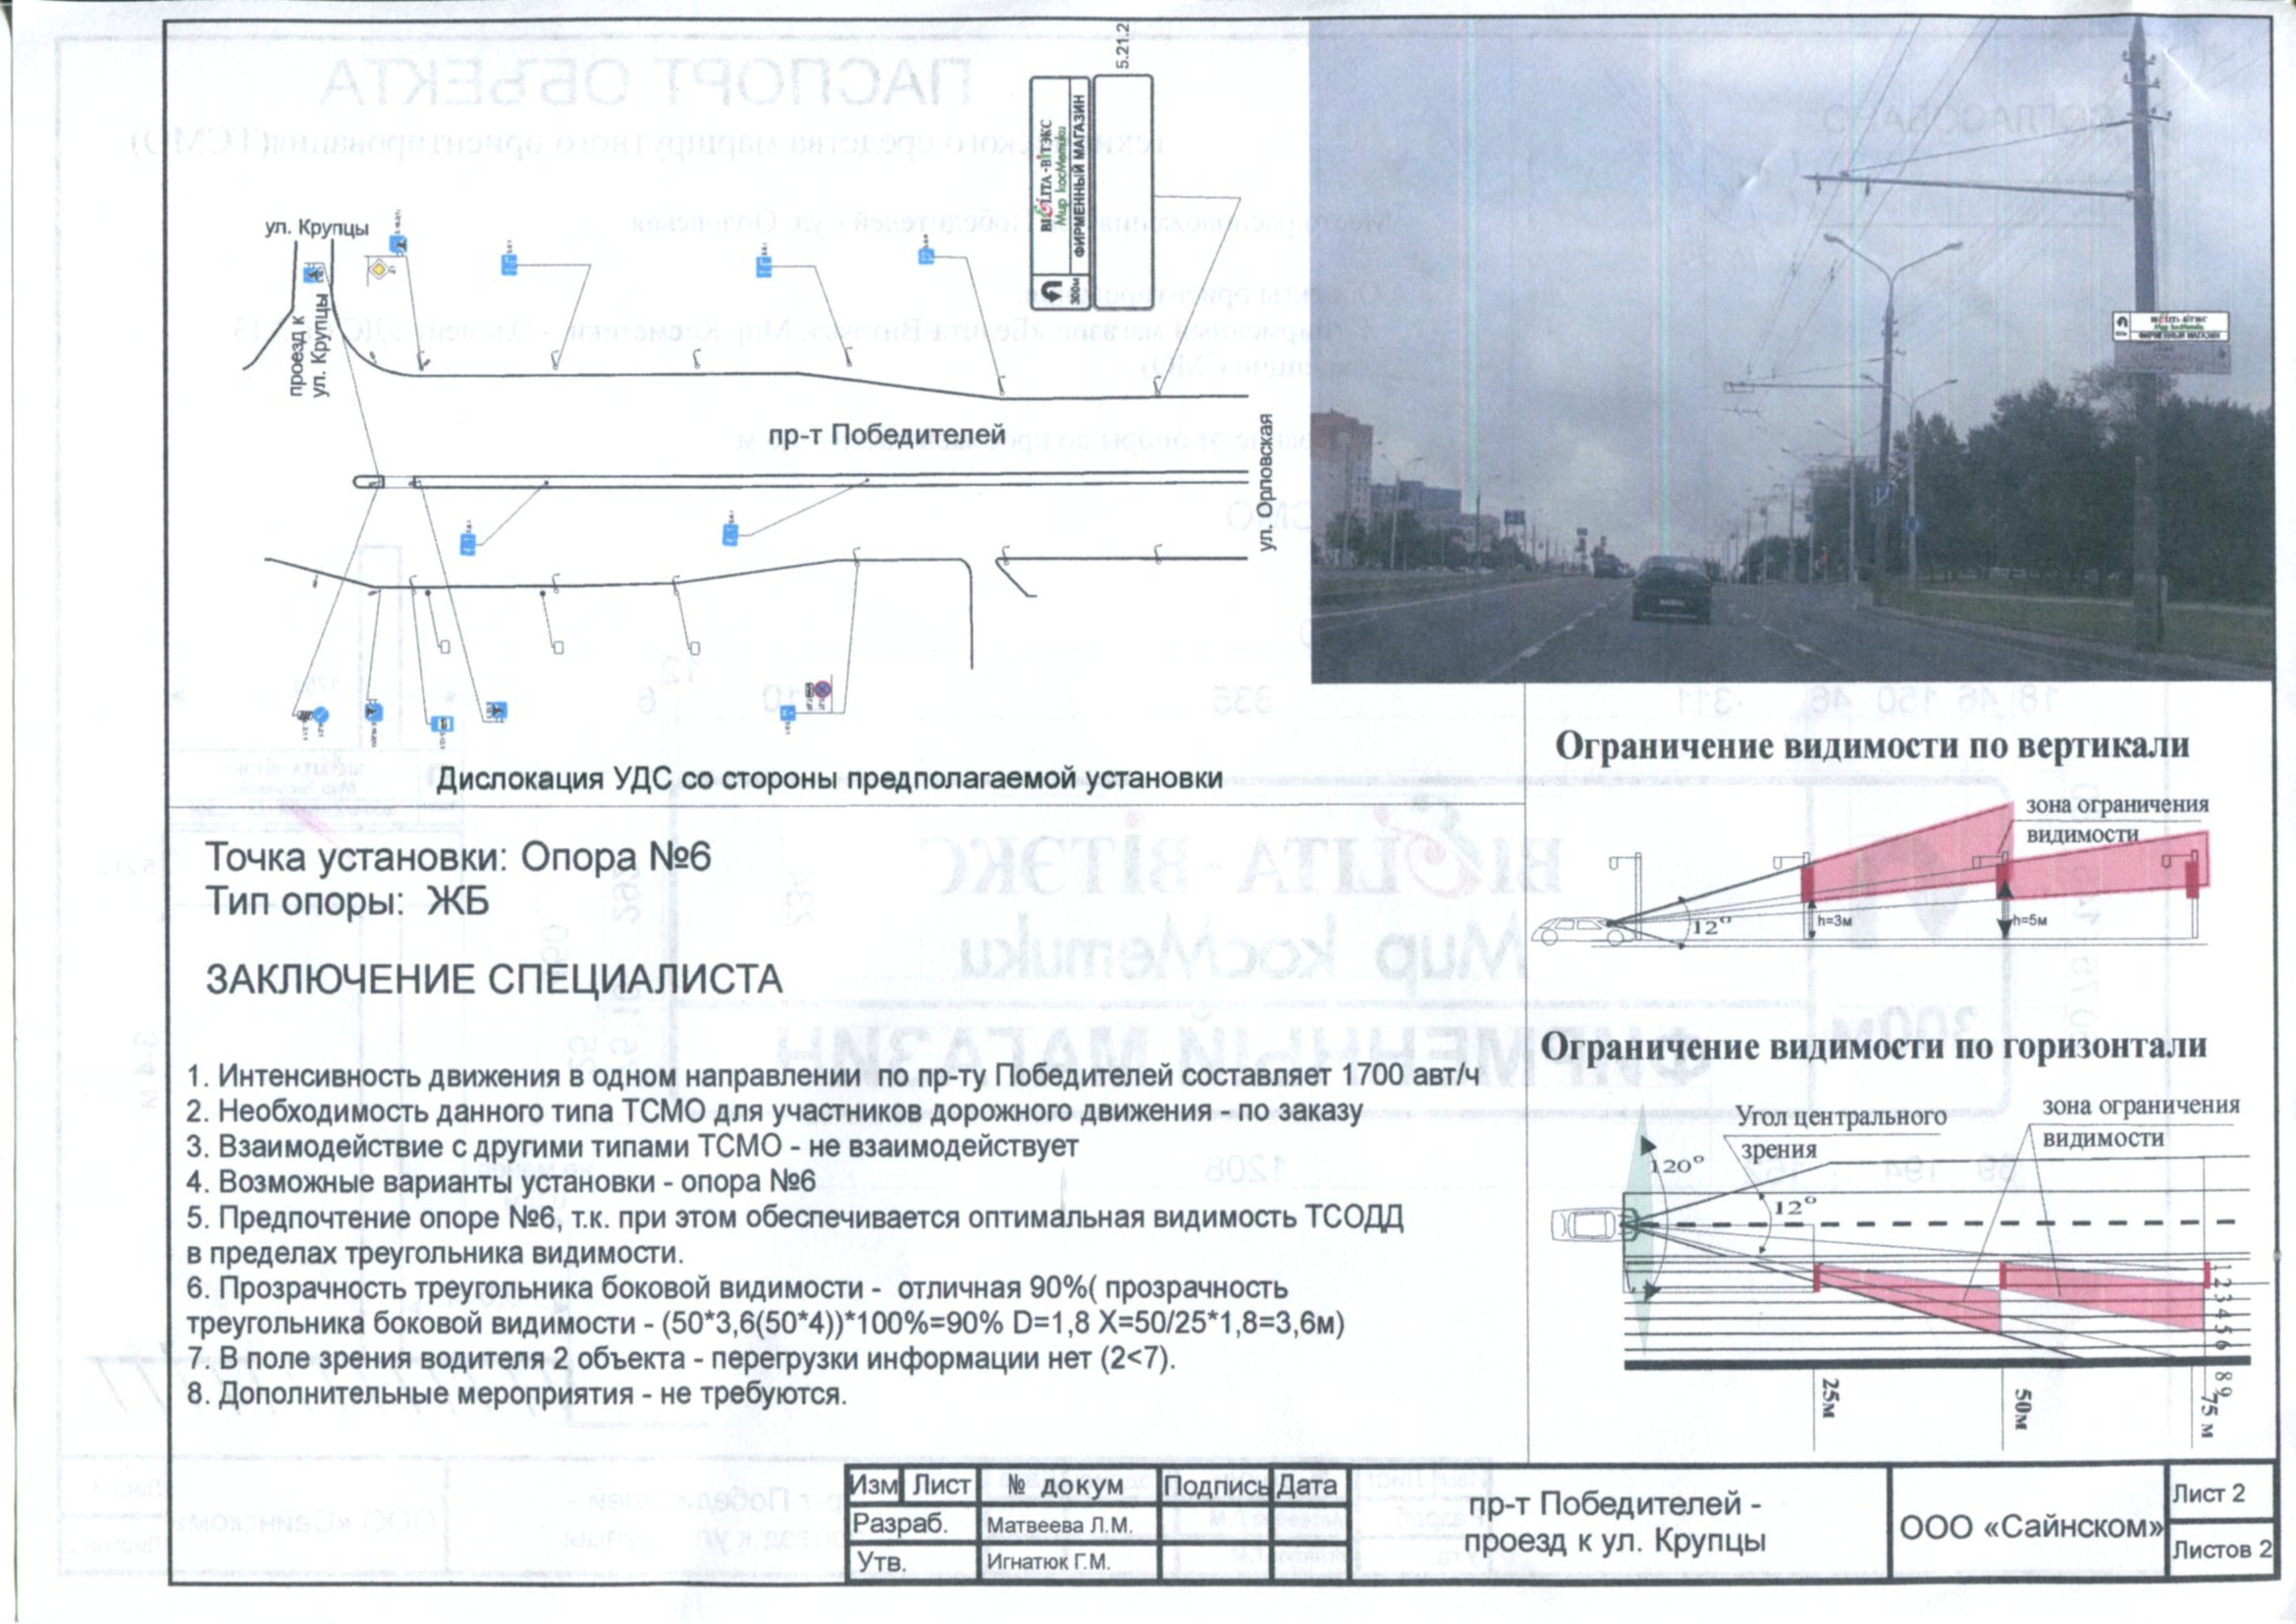 5.21.2
BIЕLITA-ВІТЭКС
Мир косМетики
ФИРМЕННЫЙ МАГАЗИН
300м
ул. Крупцы
проезд к
ул. Крупцы
пр-т Победителей
ул. Орловская
Дислокация УДС со стороны предполагаемой установки
Точка установки: Опора №6
Тип опоры: ЖБ
ЗАКЛЮЧЕНИЕ СПЕЦИАЛИСТА
1. Интенсивность движения в одном направлении по пр-ту Победителей составляет 1700 авт/ч
2. Необходимость данного типа ТСМО для участников дорожного движения - по заказу
3. Взаимодействие с другими типами ТСМО - не взаимодействует
4. Возможные варианты установки - опора №6
5. Предпочтение опоре №6, т.к. при этом обеспечивается оптимальная видимость ТСОДД
в пределах треугольника видимости.
6. Прозрачность треугольника боковой видимости - отличная 90%( прозрачность
треугольника боковой видимости - (50*3,6(50*4))*100%=90% D=1,8 X=50/25*1,8=3,6м)
7. В поле зрения водителя 2 объекта - перегрузки информации нет (2<7).
8. Дополнительные мероприятия - не требуются.
Ограничение видимости по вертикали
зона ограничения
видимости
12°
h=3м
h=5м
Ограничение видимости по горизонтали
Угол центрального
зрения
зона ограничения
видимости
120°
12°
1 2 3 4 5 6 8 9
25м
50м
75 м
Изм Лист № докум Подпись Дата
Разраб. Матвеева Л.М.
Утв. Игнатюк Г.М.
пр-т Победителей -
проезд к ул. Крупцы
ООО «Сайнском»
Лист 2
Листов 2